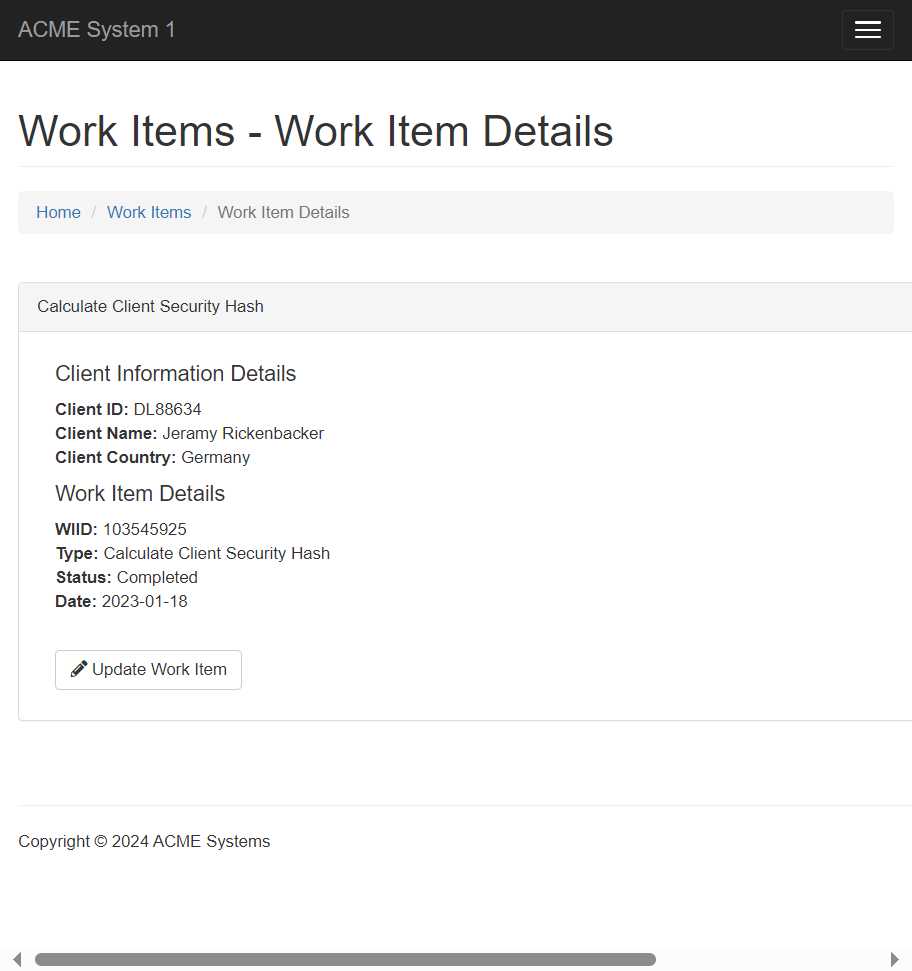 ACME System 1
Work Items - Work Item Details
Home / Work Items / Work Item Details
Calculate Client Security Hash
Client Information Details
Client ID: DL88634
Client Name: Jeramy Rickenbacker
Client Country: Germany
Work Item Details
WIID: 103545925
Type: Calculate Client Security Hash
Status: Completed
Date: 2023-01-18
Update Work Item
Copyright © 2024 ACME Systems